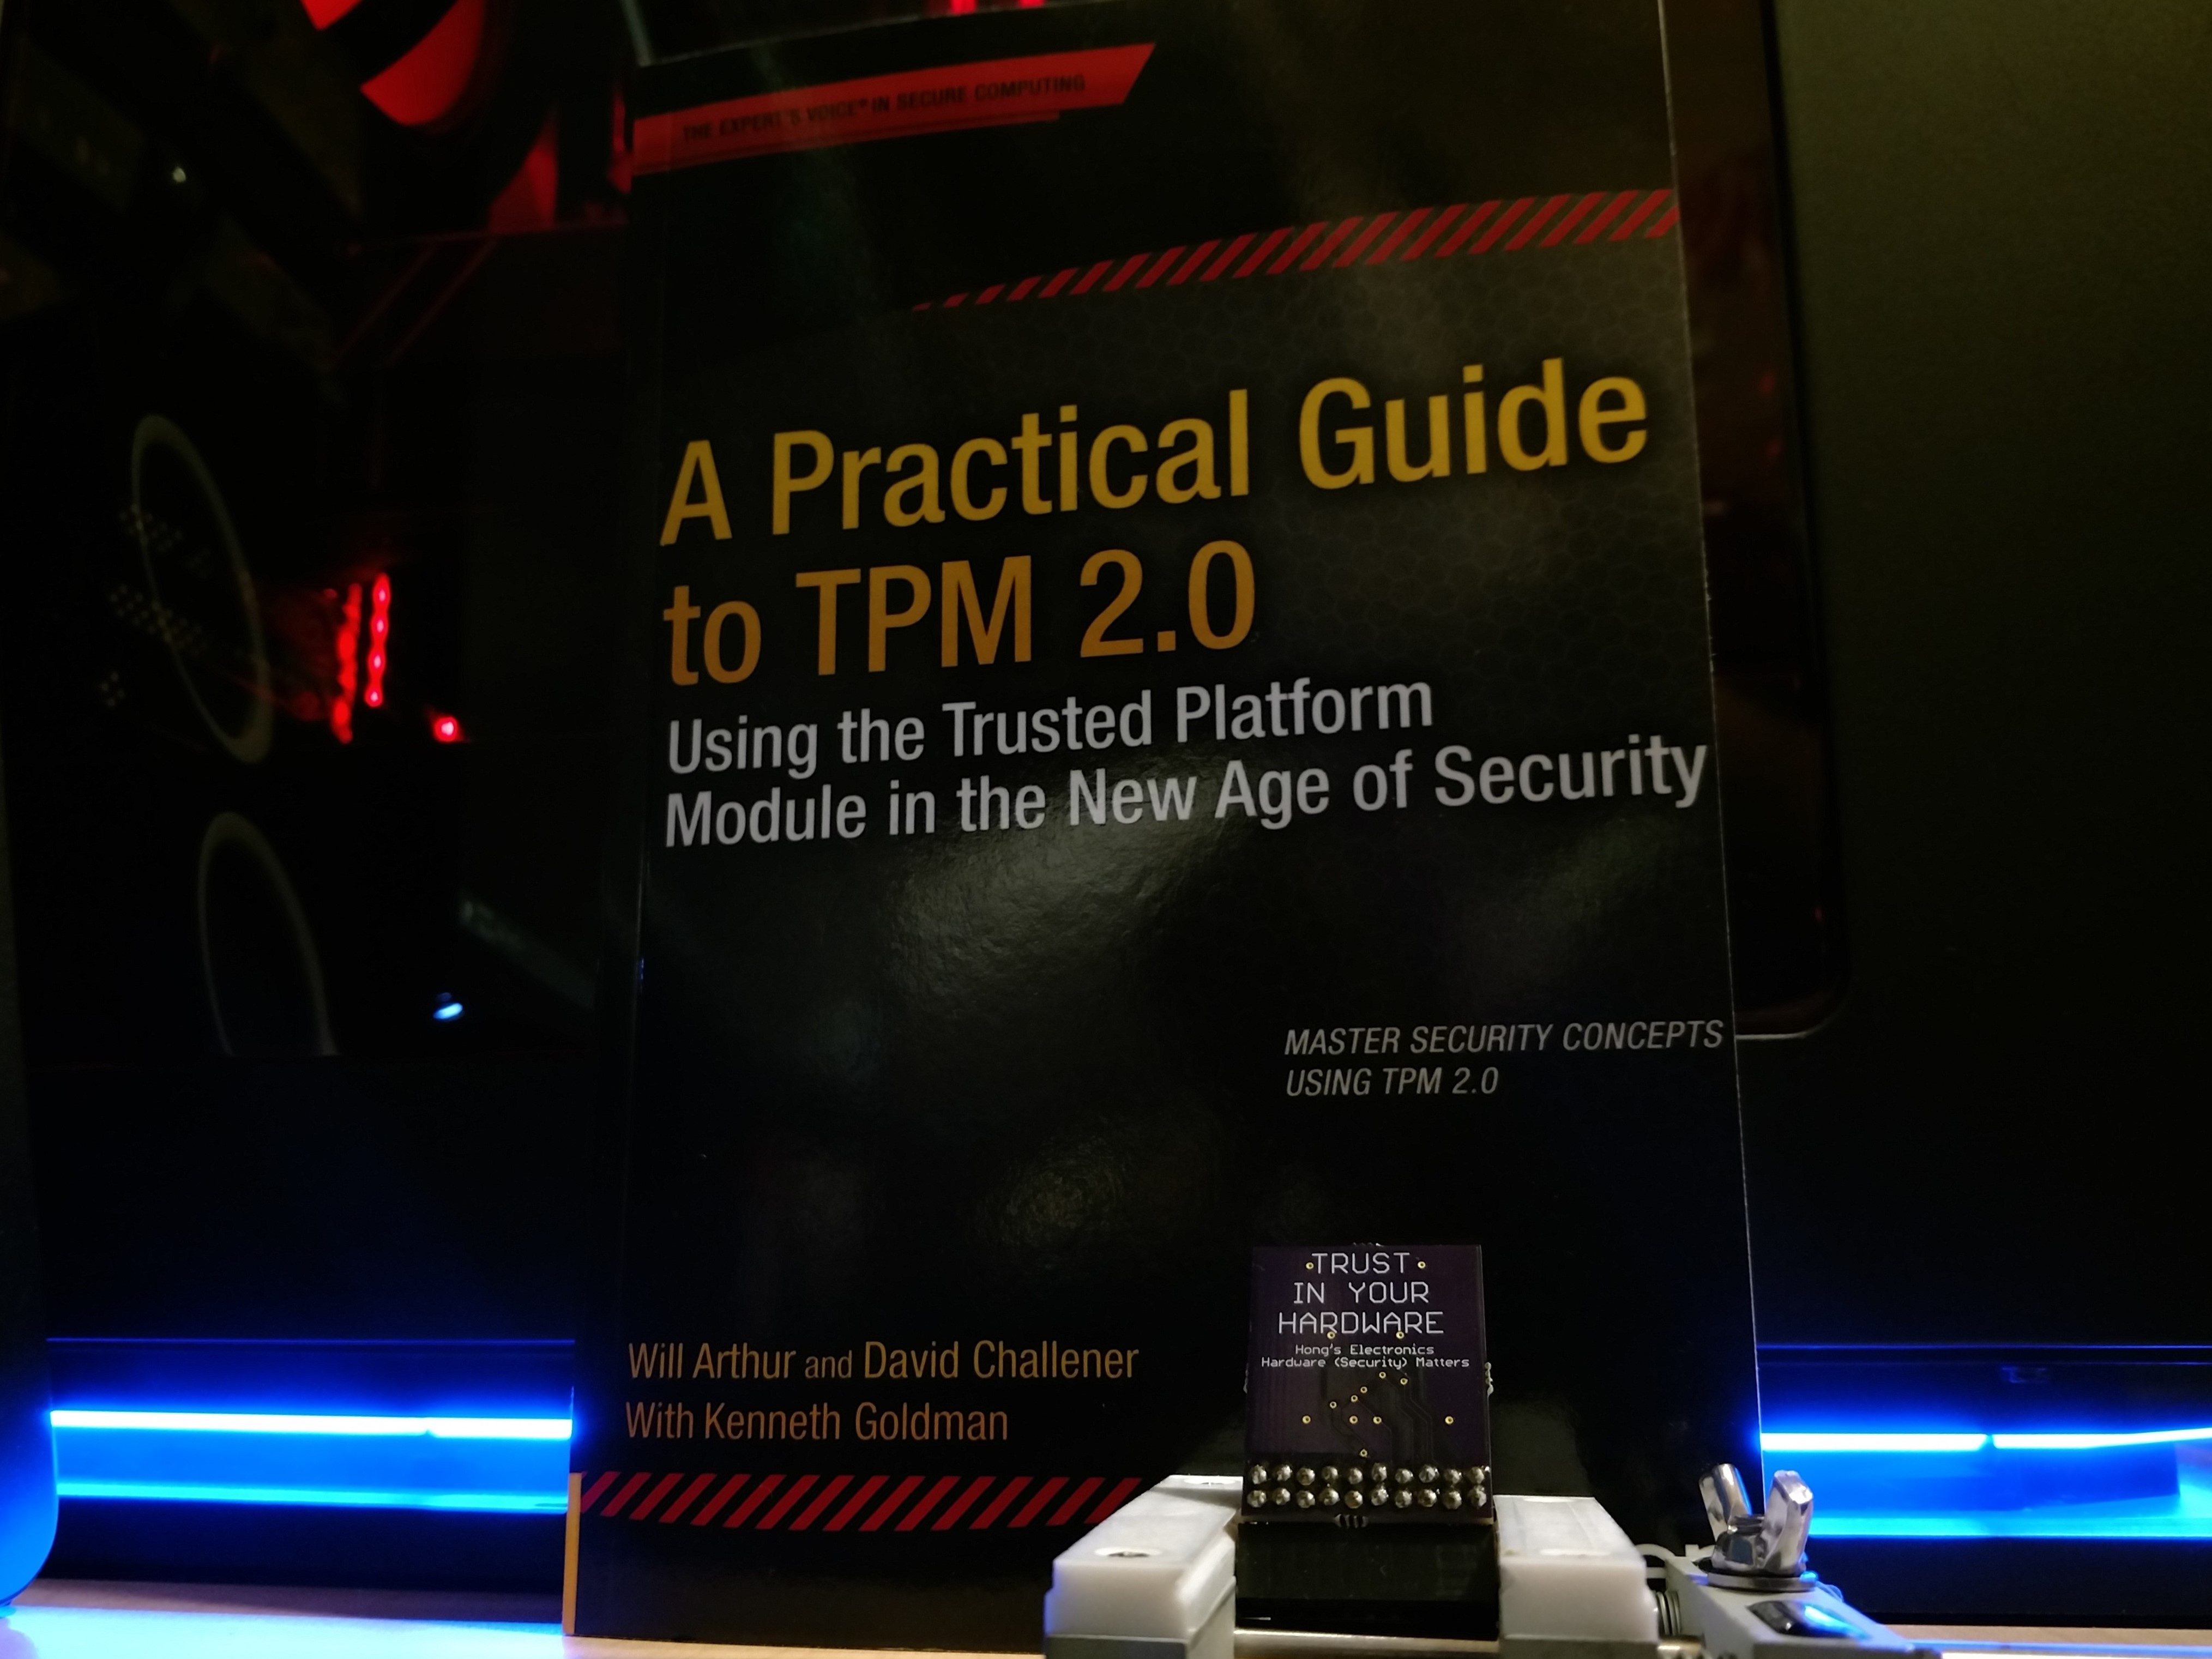 THE EXPERT'S VOICE® IN SECURE COMPUTING
A Practical Guide
to TPM 2.0
Using the Trusted Platform
Module in the New Age of Security
MASTER SECURITY CONCEPTS
USING TPM 2.0
TRUST
IN YOUR
HARDWARE
Hong's Electronics
Hardware (Security) Matters
Will Arthur and David Challener
With Kenneth Goldman